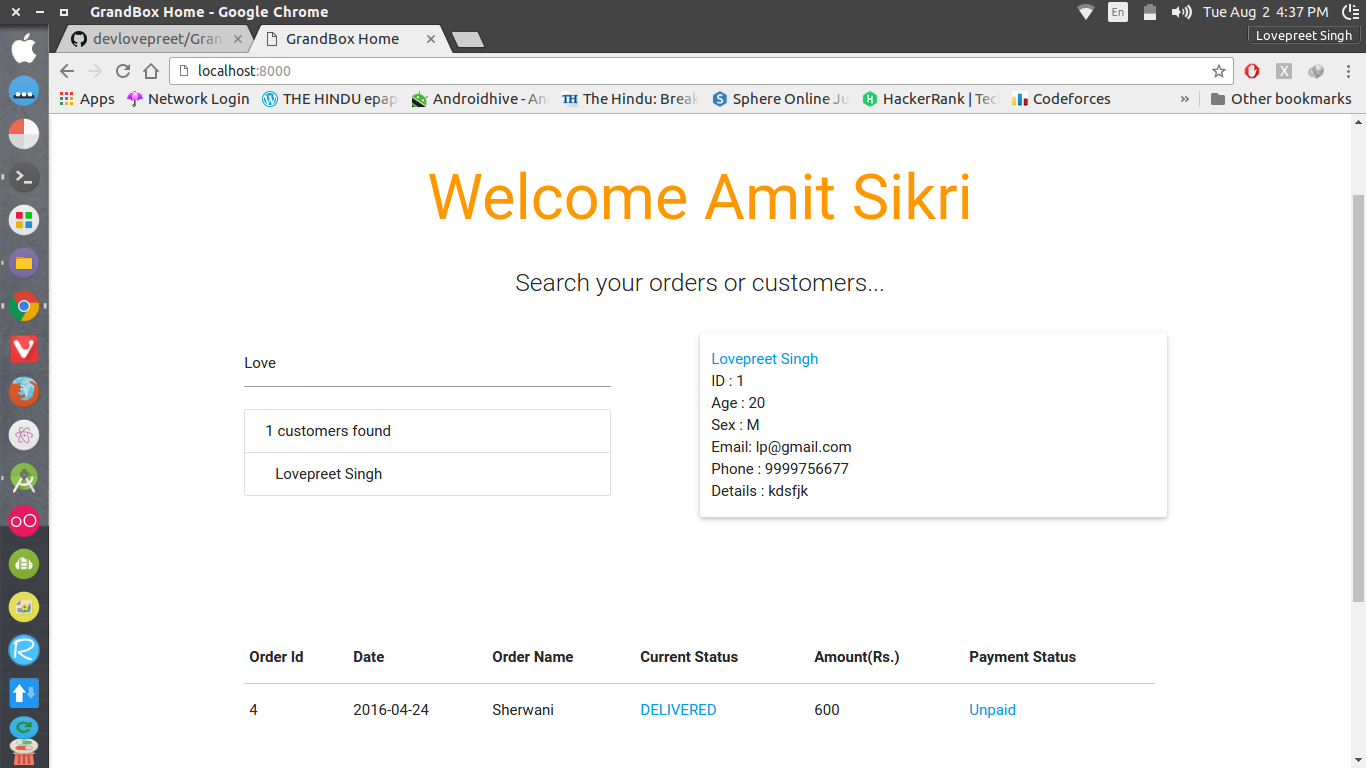 GrandBox Home - Google Chrome
En
Tue Aug 2 4:37 PM
Lovepreet Singh
devlovepreet/Gran
GrandBox Home
localhost:8000
Apps
Network Login
THE HINDU epap
Androidhive - An
The Hindu: Break
Sphere Online Ju
HackerRank | Tec
Codeforces
»
Other bookmarks
Welcome Amit Sikri
Search your orders or customers...
Love
1 customers found
Lovepreet Singh
Lovepreet Singh
ID : 1
Age : 20
Sex : M
Email: lp@gmail.com
Phone : 9999756677
Details : kdsfjk
Order Id Date Order Name Current Status Amount(Rs.) Payment Status
4 2016-04-24 Sherwani DELIVERED 600 Unpaid